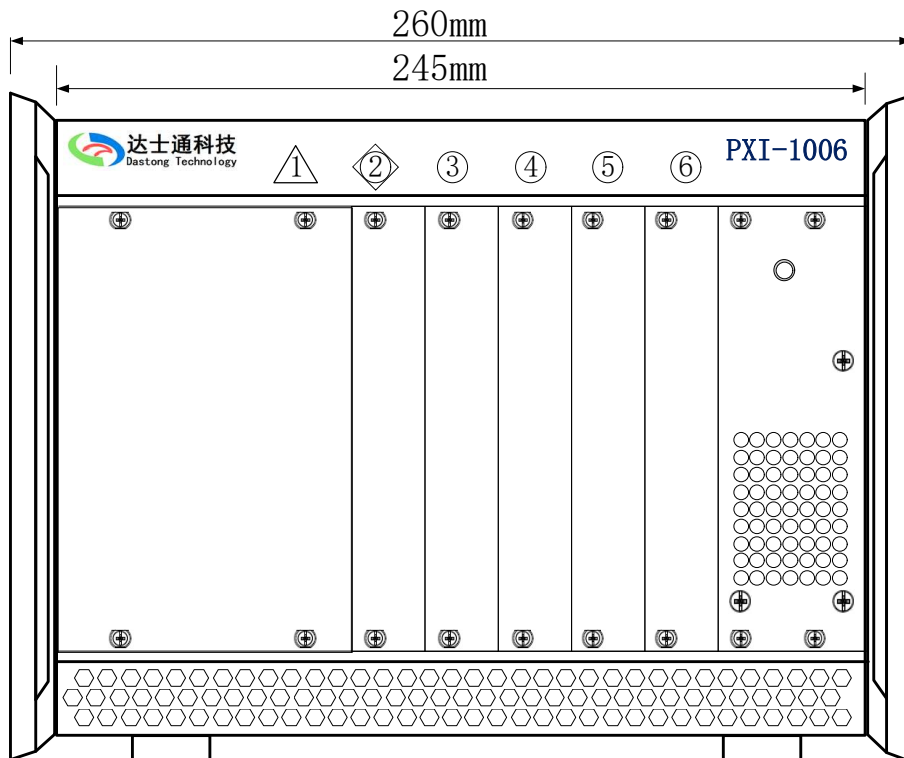 260mm
245mm
达士通科技
Dastong Technology
1 ② ③ ④ ⑤ ⑥
PXI-1006